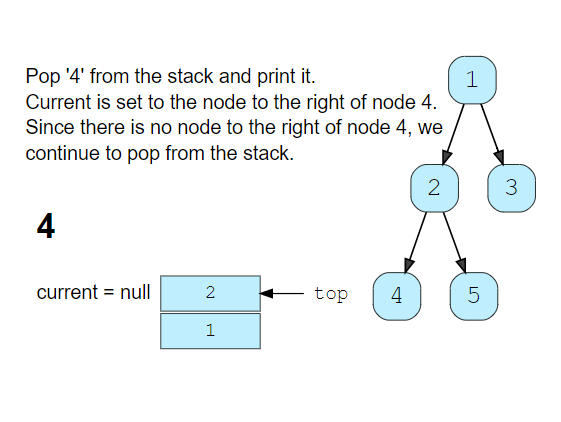 Pop '4' from the stack and print it.
Current is set to the node to the right of node 4.
Since there is no node to the right of node 4, we
continue to pop from the stack.
1
2
3
4
current = null
2
top
4
5
1